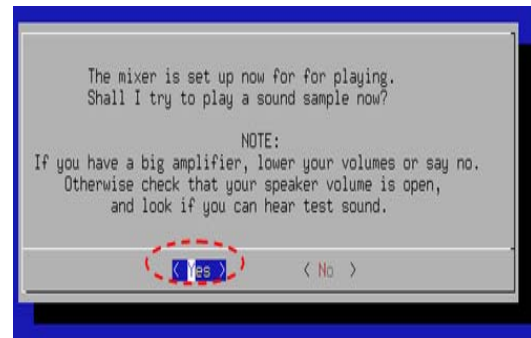 The mixer is set up now for for playing.
Shall I try to play a sound sample now?
NOTE:
If you have a big amplifier, lower your volumes or say no.
Otherwise check that your speaker volume is open,
and look if you can hear test sound.
< Yes > < No >